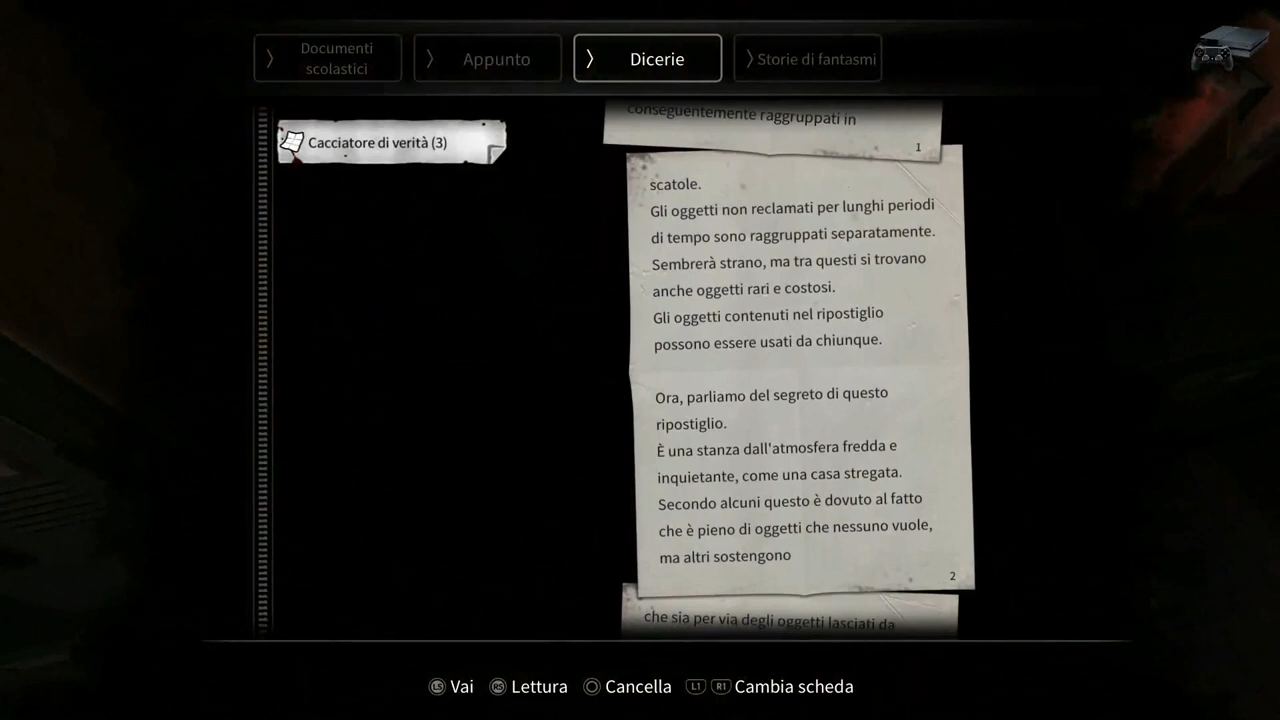 Documenti
scolastici
Appunto
Dicerie
Storie di fantasmi
Cacciatore di verità (3)
conseguentemente raggruppati in
1
scatole.
Gli oggetti non reclamati per lunghi periodi
di tempo sono raggruppati separatamente.
Sembrerà strano, ma tra questi si trovano
anche oggetti rari e costosi.
Gli oggetti contenuti nel ripostiglio
possono essere usati da chiunque.
Ora, parliamo del segreto di questo
ripostiglio.
È una stanza dall'atmosfera fredda e
inquietante, come una casa stregata.
Secondo alcuni questo è dovuto al fatto
che è pieno di oggetti che nessuno vuole,
ma altri sostengono
2
che sia per via degli oggetti lasciati da
LS Vai RS Lettura Cancella L1 R1 Cambia scheda